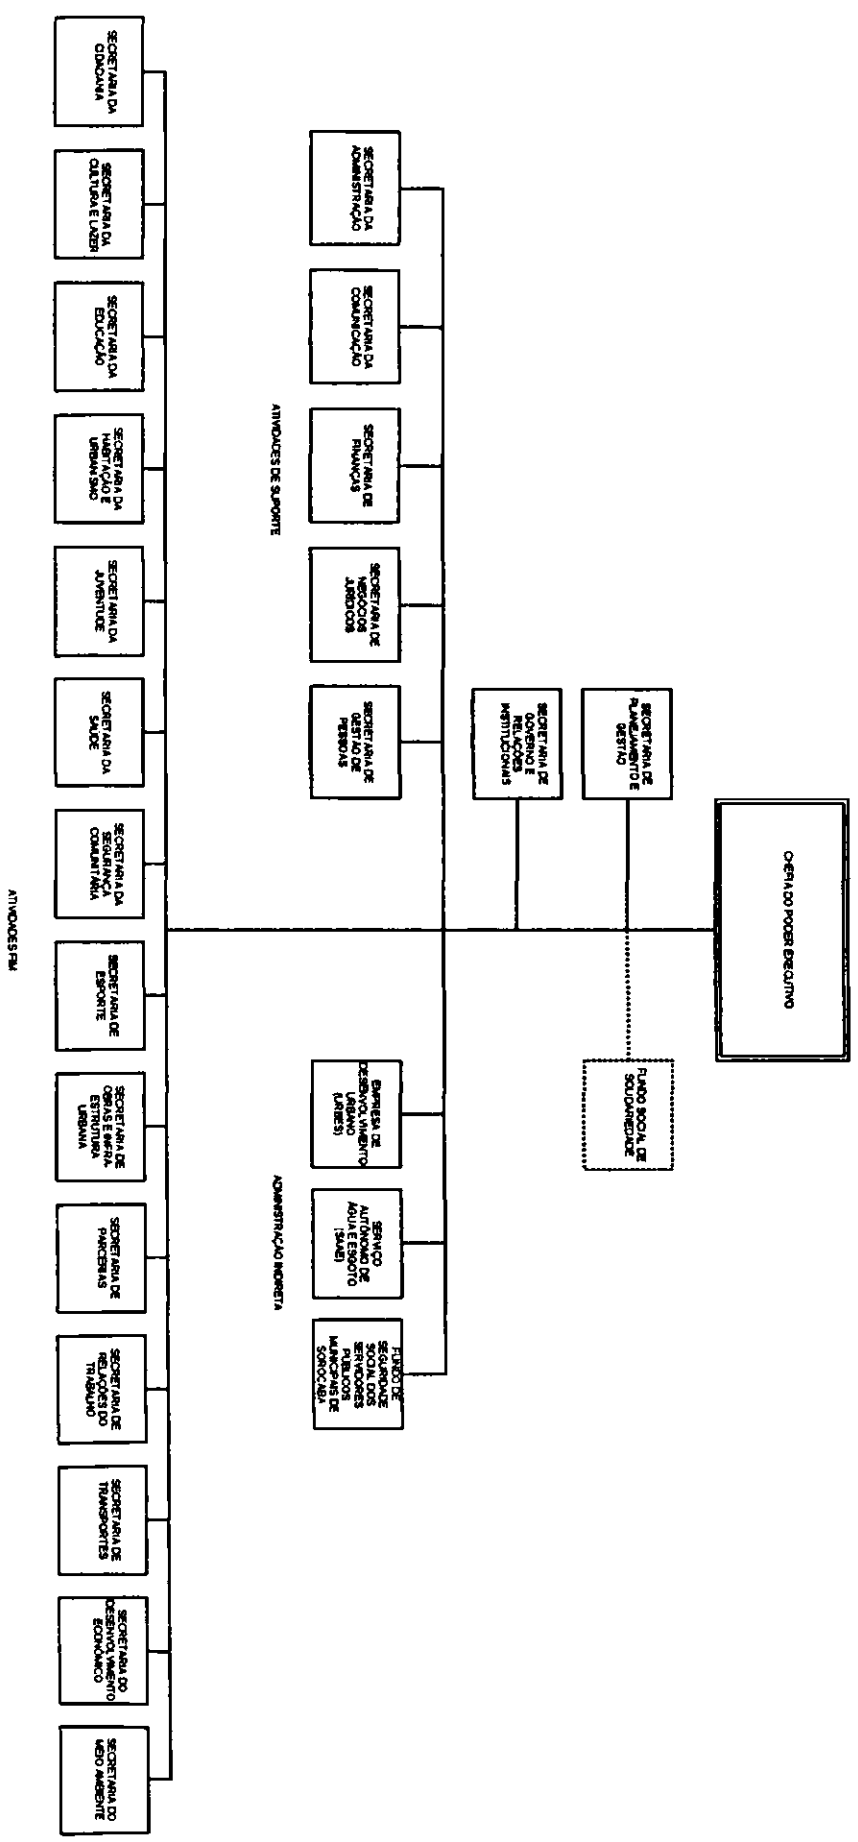 CHEFIA DO PODER EXECUTIVO
SECRETARIA DE
PLANEJAMENTO E
GESTÃO
FUNDO SOCIAL DE
SOLIDARIEDADE
SECRETARIA DE
GOVERNO E
RELAÇÕES
INSTITUCIONAIS
SECRETARIA DA
ADMINISTRAÇÃO
SECRETARIA DA
COMUNICAÇÃO
SECRETARIA DE
FINANÇAS
SECRETARIA DE
NEGÓCIOS
JURÍDICOS
SECRETARIA DE
GESTÃO DE
PESSOAS
EMPRESA DE
DESENVOLVIMENTO
URBANO
(URBES)
SERVIÇO
AUTÔNOMO DE
ÁGUA E ESGOTO
(SAAE)
FUNDO DE
SEGURIDADE
SOCIAL DOS
SERVIDORES
PÚBLICOS
MUNICIPAIS DE
SOROCABA
ATIVIDADES DE SUPORTE
ADMINISTRAÇÃO INDIRETA
SECRETARIA DA
CIDADANIA
SECRETARIA DA
CULTURA E LAZER
SECRETARIA DA
EDUCAÇÃO
SECRETARIA DA
HABITAÇÃO E
URBANISMO
SECRETARIA DA
JUVENTUDE
SECRETARIA DA
SAÚDE
SECRETARIA DA
SEGURANÇA
COMUNITÁRIA
SECRETARIA DE
ESPORTE
SECRETARIA DE
OBRAS E INFRA-
ESTRUTURA
URBANA
SECRETARIA DE
PARCERIAS
SECRETARIA DE
RELAÇÕES DO
TRABALHO
SECRETARIA DE
TRANSPORTES
SECRETARIA DO
DESENVOLVIMENTO
ECONÔMICO
SECRETARIA DO
MEIO AMBIENTE
ATIVIDADES FIM